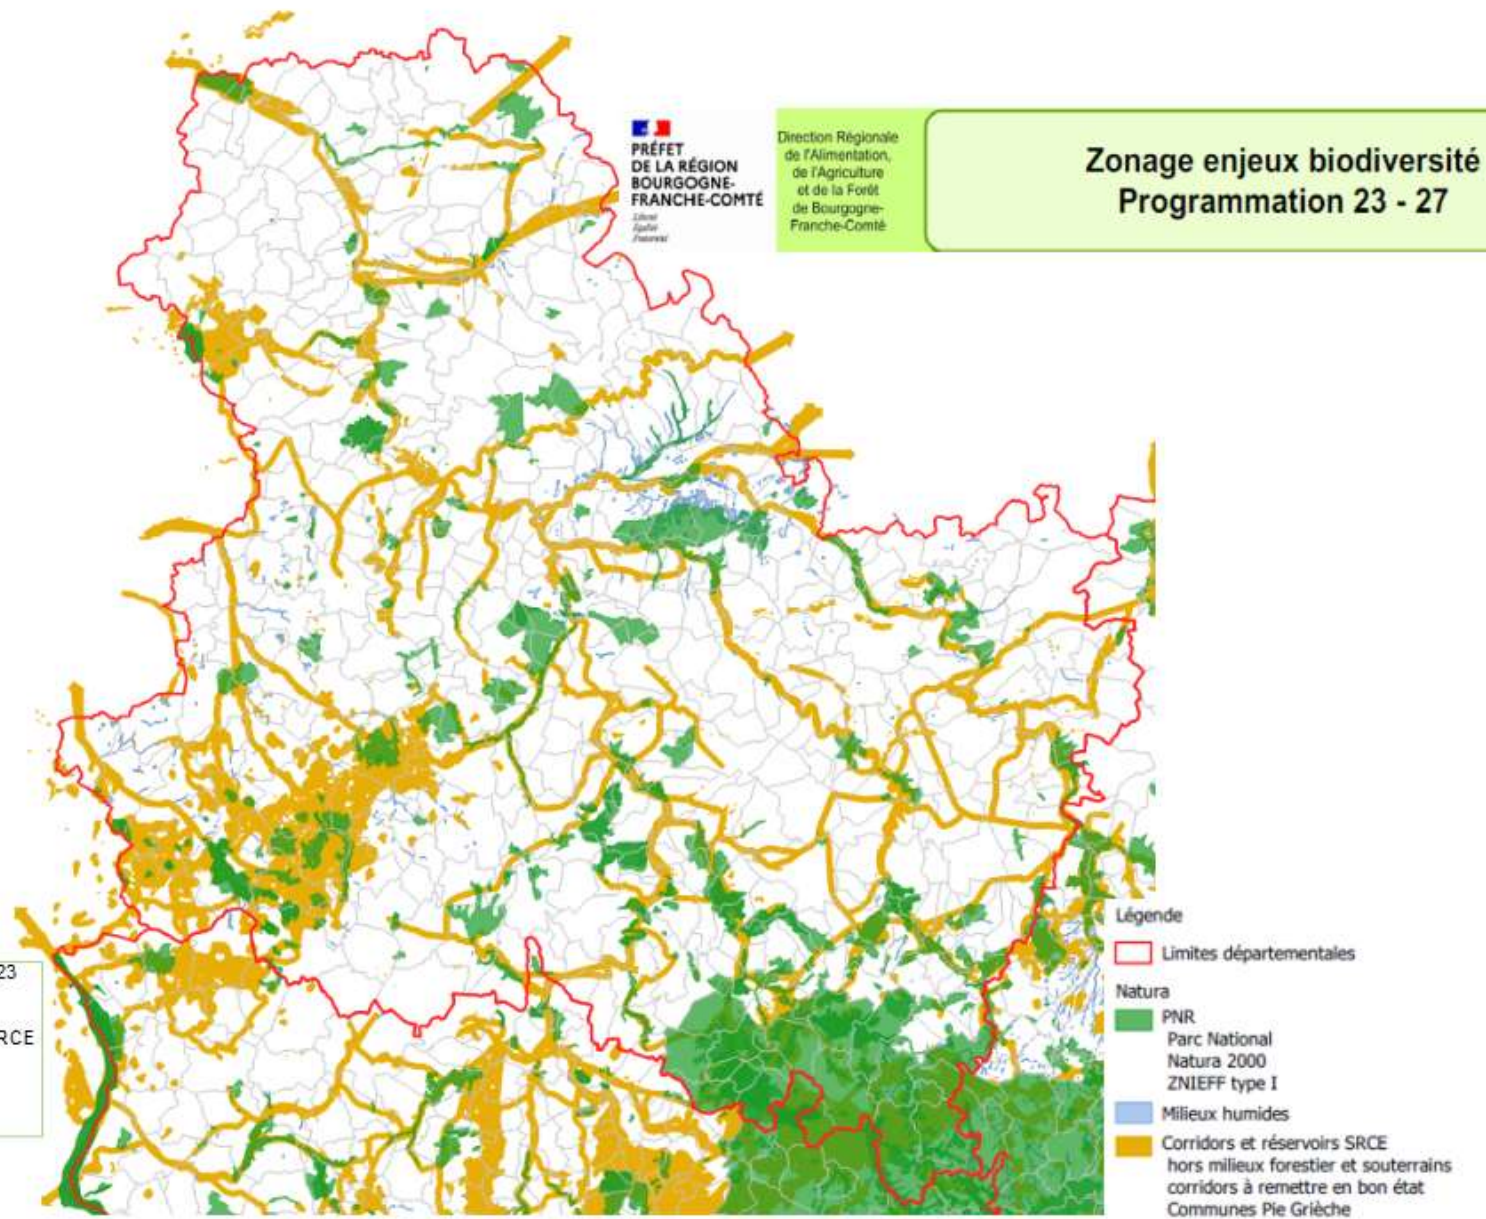 PRÉFET
DE LA RÉGION
BOURGOGNE-
FRANCHE-COMTÉ
Liberté
Égalité
Fraternité
Direction Régionale
de l'Alimentation,
de l'Agriculture
et de la Forêt
de Bourgogne-
Franche-Comté
Zonage enjeux biodiversité
Programmation 23 - 27
23
RCE
Légende
Limites départementales
Natura
PNR
Parc National
Natura 2000
ZNIEFF type I
Milieux humides
Corridors et réservoirs SRCE
hors milieux forestier et souterrains
corridors à remettre en bon état
Communes Pie Grièche